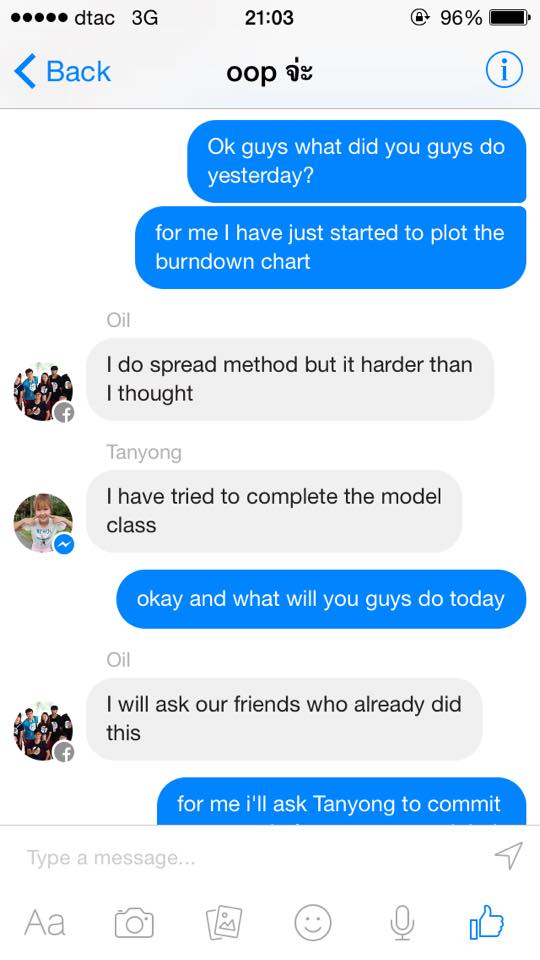 dtac 3G 21:03 96%
Back oop จ่ะ
Ok guys what did you guys do
yesterday?
for me I have just started to plot the
burndown chart
Oil
I do spread method but it harder than
I thought
Tanyong
I have tried to complete the model
class
okay and what will you guys do today
Oil
I will ask our friends who already did
this
for me i'll ask Tanyong to commit
Type a message...
Aa